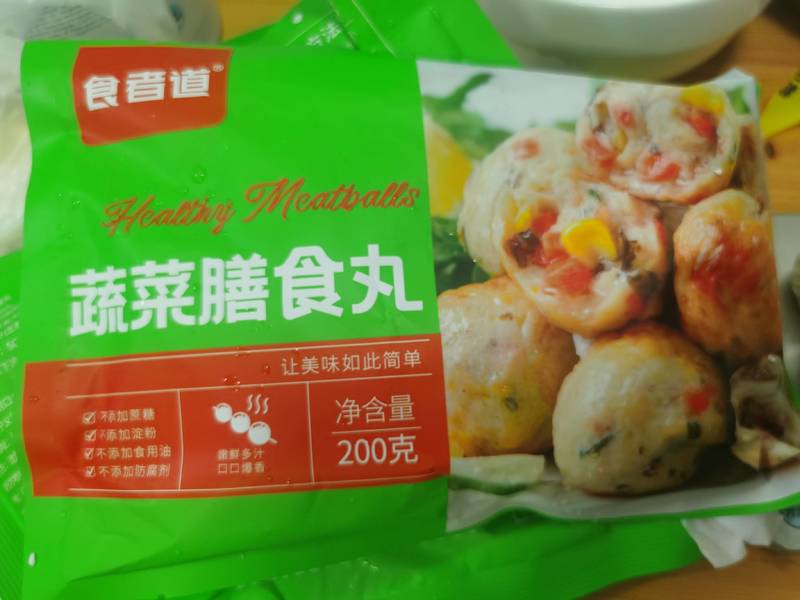 食者道®
Healthy Meatballs
蔬菜膳食丸
让美味如此简单
不添加蔗糖
不添加淀粉
不添加食用油
不添加防腐剂
嫩鲜多汁
口口爆香
净含量
200克